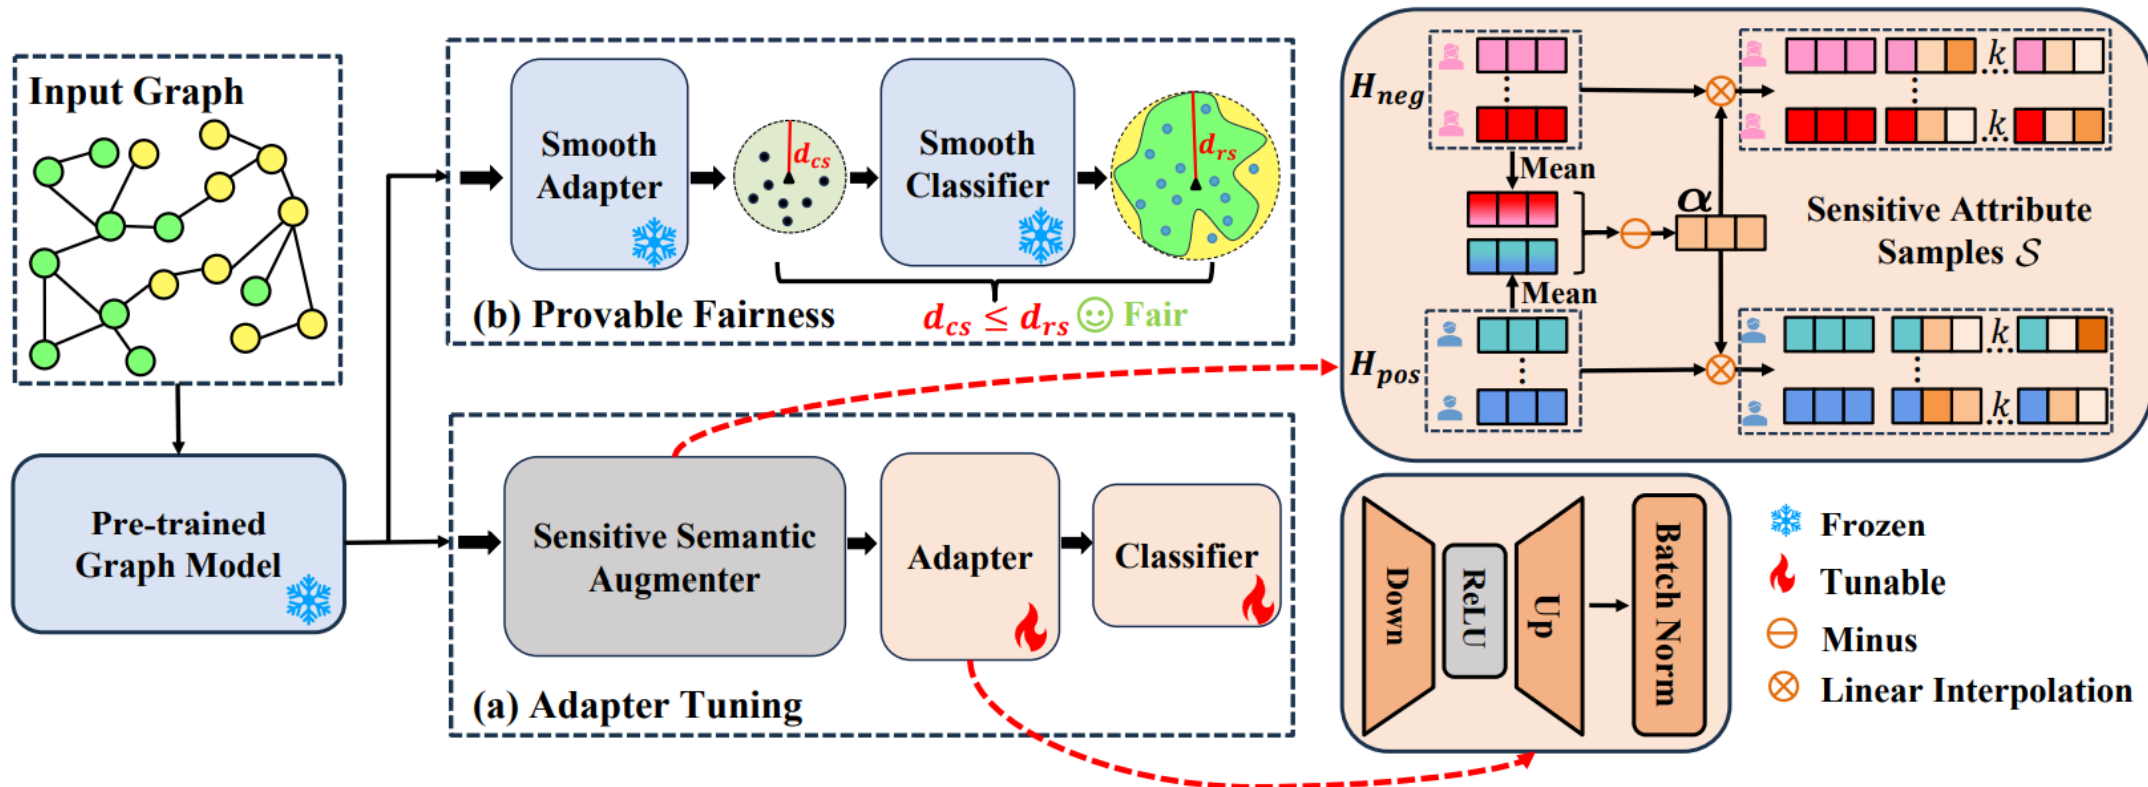 Input Graph
Pre-trained
Graph Model
Smooth
Adapter
d_cs
Smooth
Classifier
d_rs
(b) Provable Fairness
d_cs ≤ d_rs
Fair
Sensitive Semantic
Augmenter
Adapter
Classifier
(a) Adapter Tuning
H_neg
k
...
k
...
Mean
α
Sensitive Attribute
Samples 𝒮
Mean
H_pos
k
...
k
...
Down
ReLU
Up
Batch Norm
Frozen
Tunable
Minus
Linear Interpolation